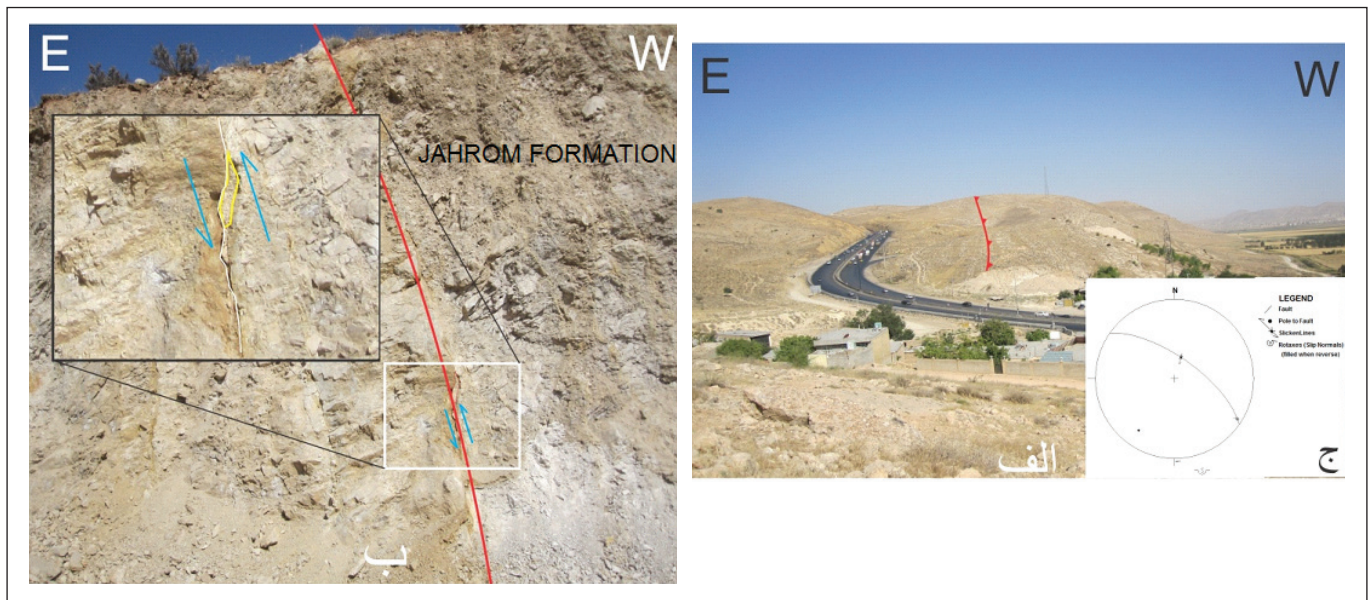 E
W
JAHROM FORMATION
ب
E
W
الف
N
LEGEND
Fault
Pole to Fault
SlickenLines
Rotaxes (Slip Normals)
(filled when reverse)
ج